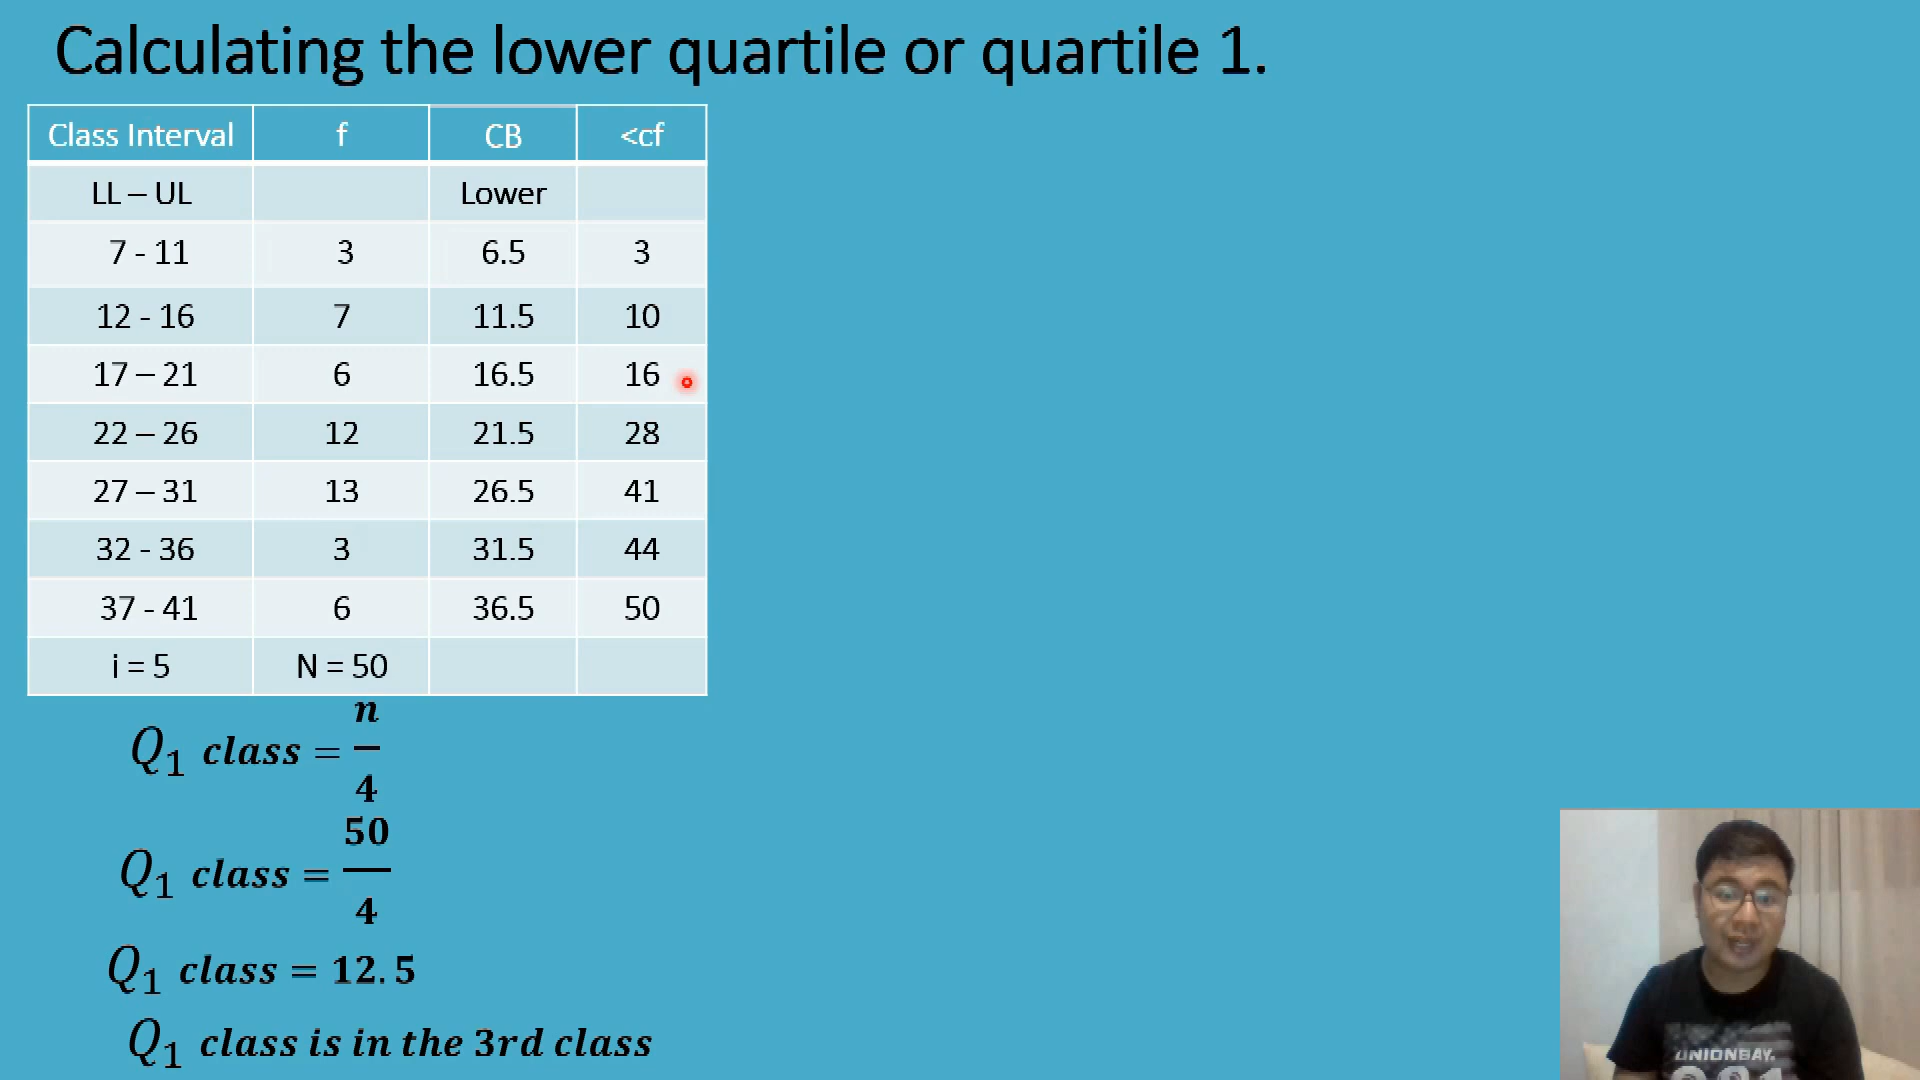 Calculating the lower quartile or quartile 1.
Class Interval f CB <cf
LL – UL Lower
7 - 11 3 6.5 3
12 - 16 7 11.5 10
17 – 21 6 16.5 16
22 – 26 12 21.5 28
27 – 31 13 26.5 41
32 - 36 3 31.5 44
37 - 41 6 36.5 50
i = 5 N = 50
Q₁ class = n/4
Q₁ class = 50/4
Q₁ class = 12.5
Q₁ class is in the 3rd class
UNIONBAY.